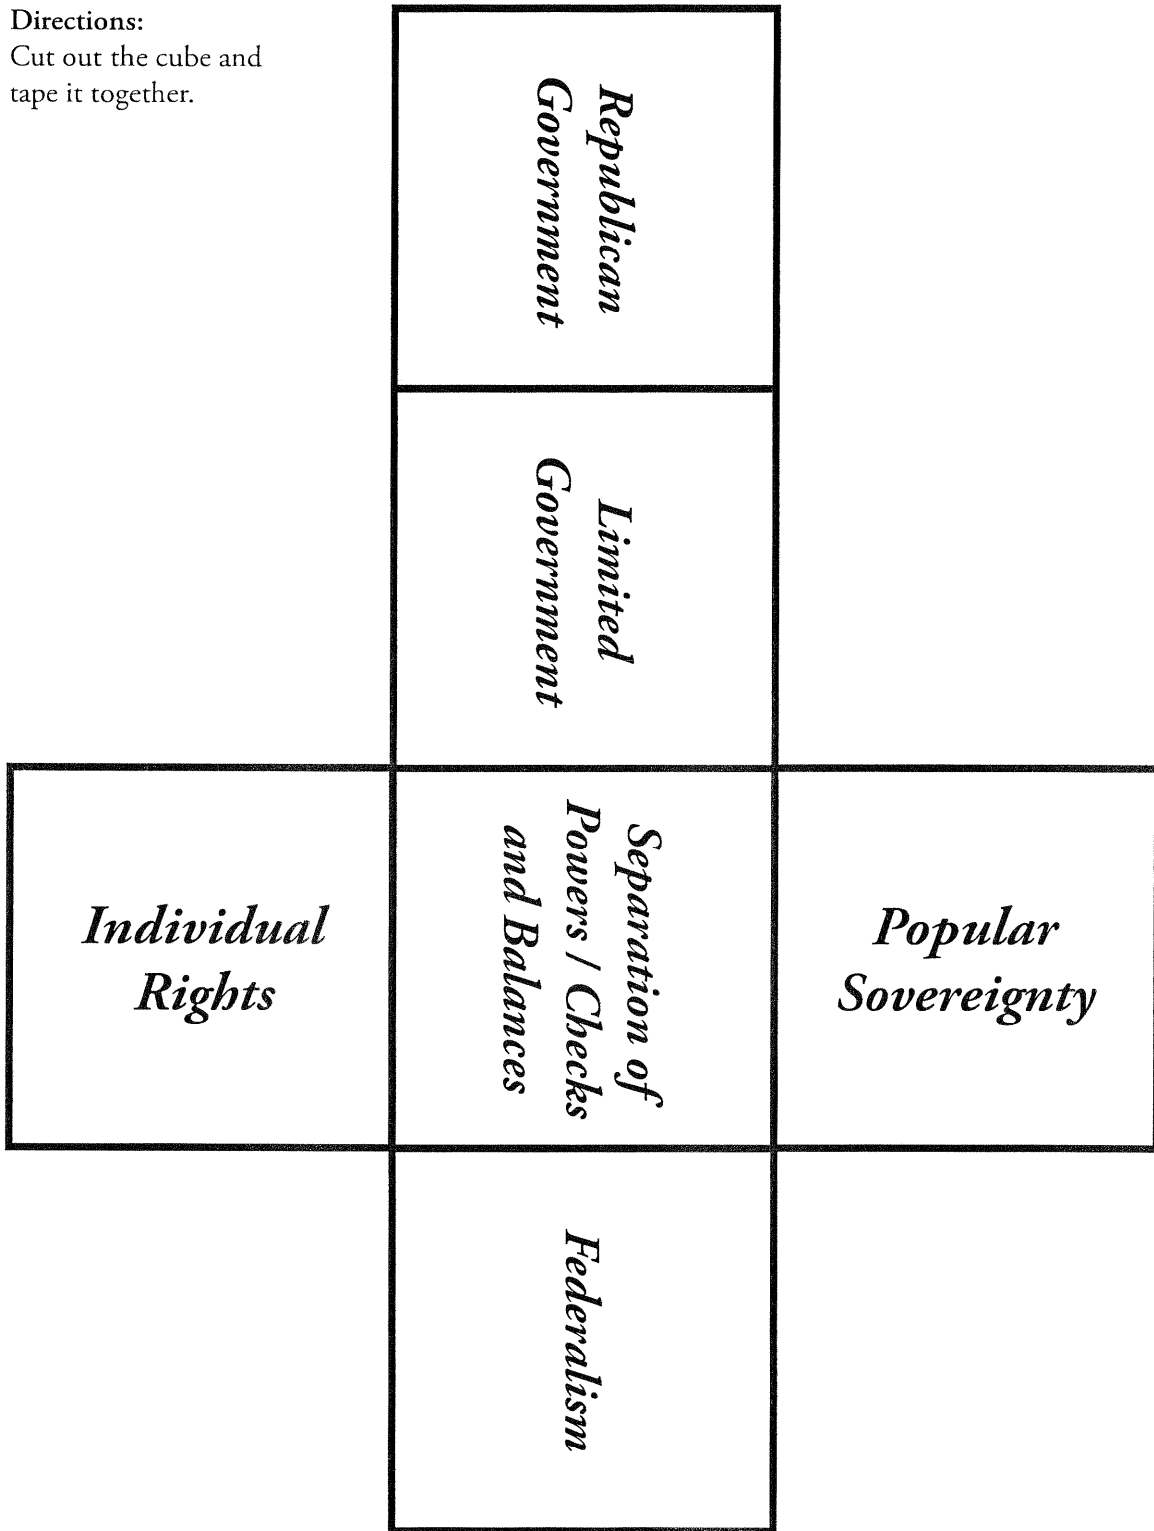 Directions:
Cut out the cube and
tape it together.
Republican
Government
Limited
Government
Individual
Rights
Separation of
Powers / Checks
and Balances
Popular
Sovereignty
Federalism